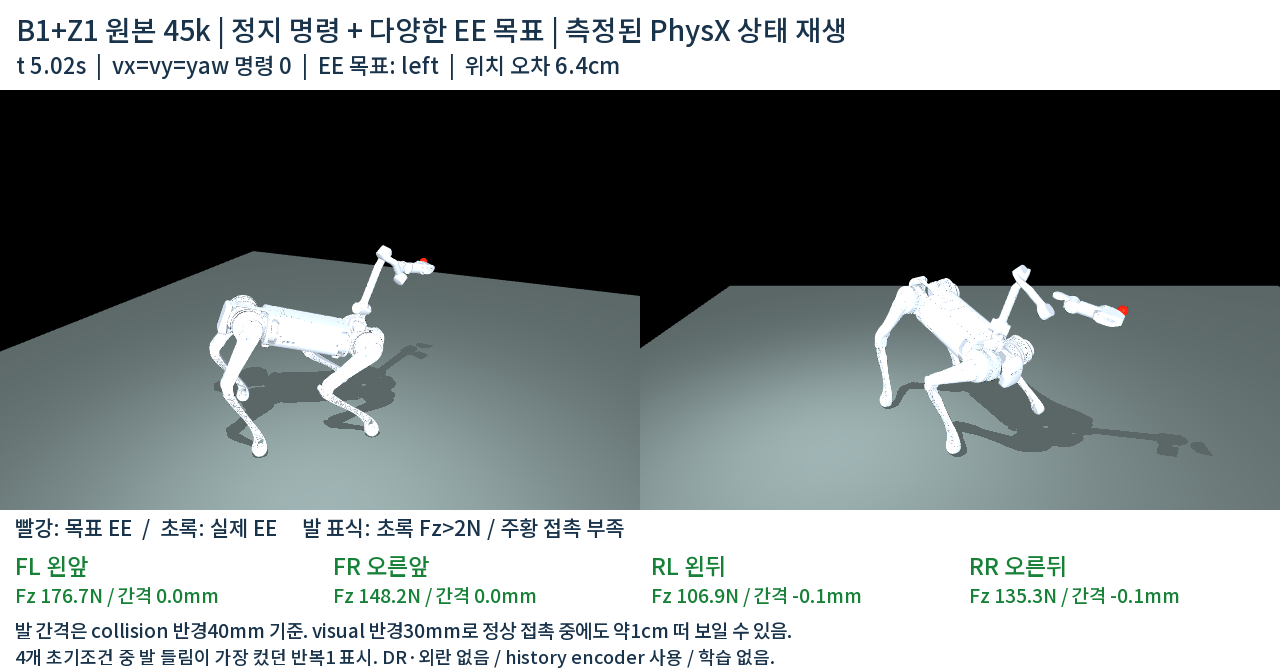 B1+Z1 원본 45k | 정지 명령 + 다양한 EE 목표 | 측정된 PhysX 상태 재생
t 5.02s | vx=vy=yaw 명령 0 | EE 목표: left | 위치 오차 6.4cm
빨강: 목표 EE / 초록: 실제 EE 발 표식: 초록 Fz>2N / 주황 접촉 부족
FL 왼앞 FR 오른앞 RL 왼뒤 RR 오른뒤
Fz 176.7N / 간격 0.0mm Fz 148.2N / 간격 0.0mm Fz 106.9N / 간격 -0.1mm Fz 135.3N / 간격 -0.1mm
발 간격은 collision 반경40mm 기준. visual 반경30mm로 정상 접촉 중에도 약1cm 떠 보일 수 있음.
4개 초기조건 중 발 들림이 가장 컸던 반복1 표시. DR·외란 없음 / history encoder 사용 / 학습 없음.